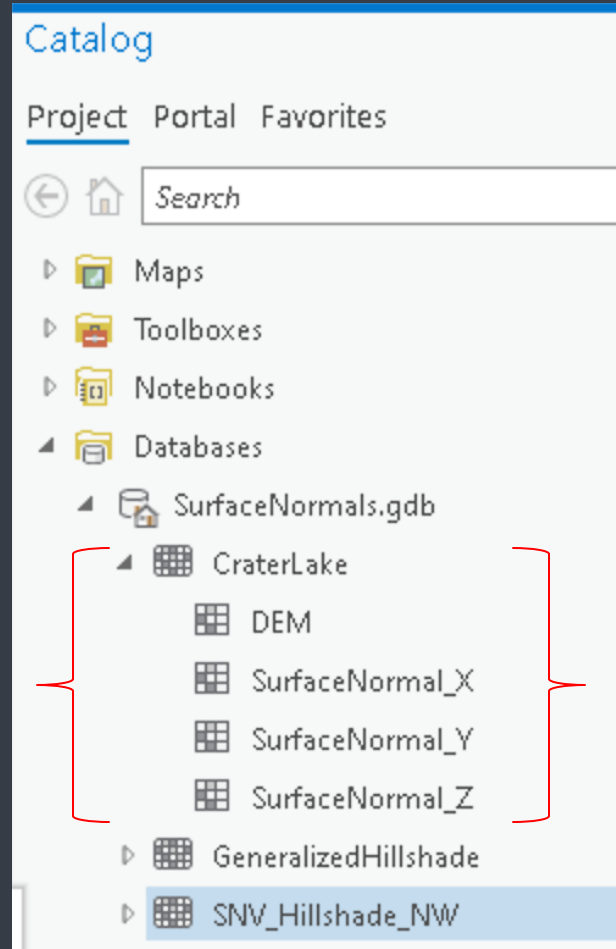 Catalog
Project Portal Favorites
Search
Maps
Toolboxes
Notebooks
Databases
SurfaceNormals.gdb
CraterLake
DEM
SurfaceNormal_X
SurfaceNormal_Y
SurfaceNormal_Z
GeneralizedHillshade
SNV_Hillshade_NW